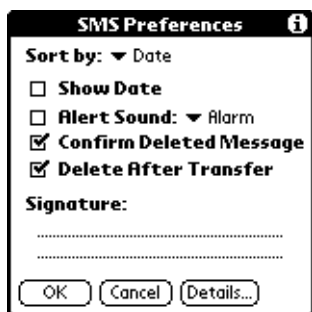 SMS Preferences i
Sort by: Date
Show Date
Alert Sound: Alarm
Confirm Deleted Message
Delete After Transfer
Signature:
OK Cancel Details...